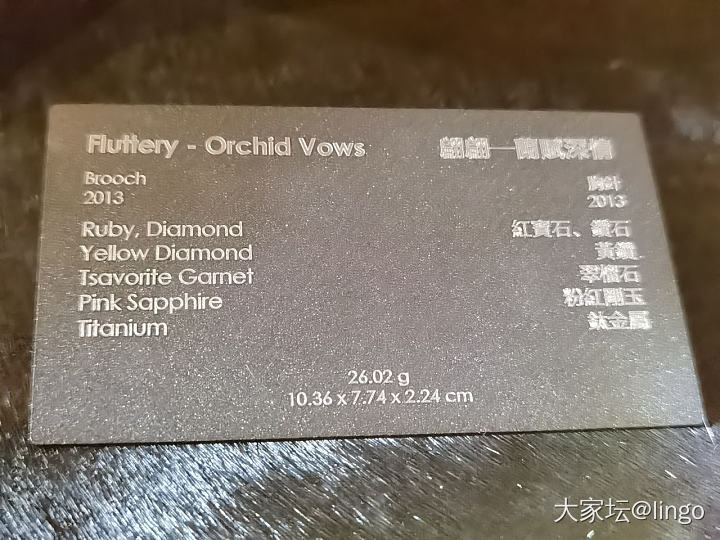 Fluttery - Orchid Vows
翩翩—蘭賦深情
Brooch
胸針
2013
2013
Ruby, Diamond
紅寶石、鑽石
Yellow Diamond
黃鑽
Tsavorite Garnet
翠榴石
Pink Sapphire
粉紅剛玉
Titanium
鈦金屬
26.02 g
10.36 x 7.74 x 2.24 cm
大家坛@lingo